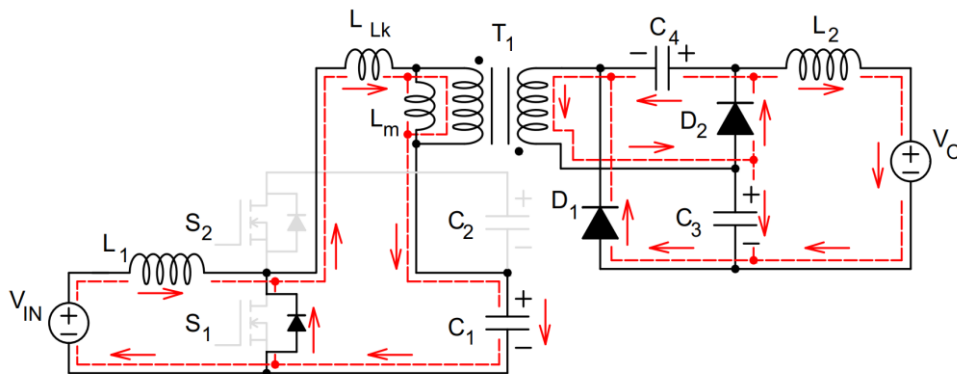 L Lk
T1
C4
L2
− +
Lm
D2
VO
+
−
S2
+
C2
−
D1
+
C3
−
L1
VIN
+
−
S1
C1
+
−